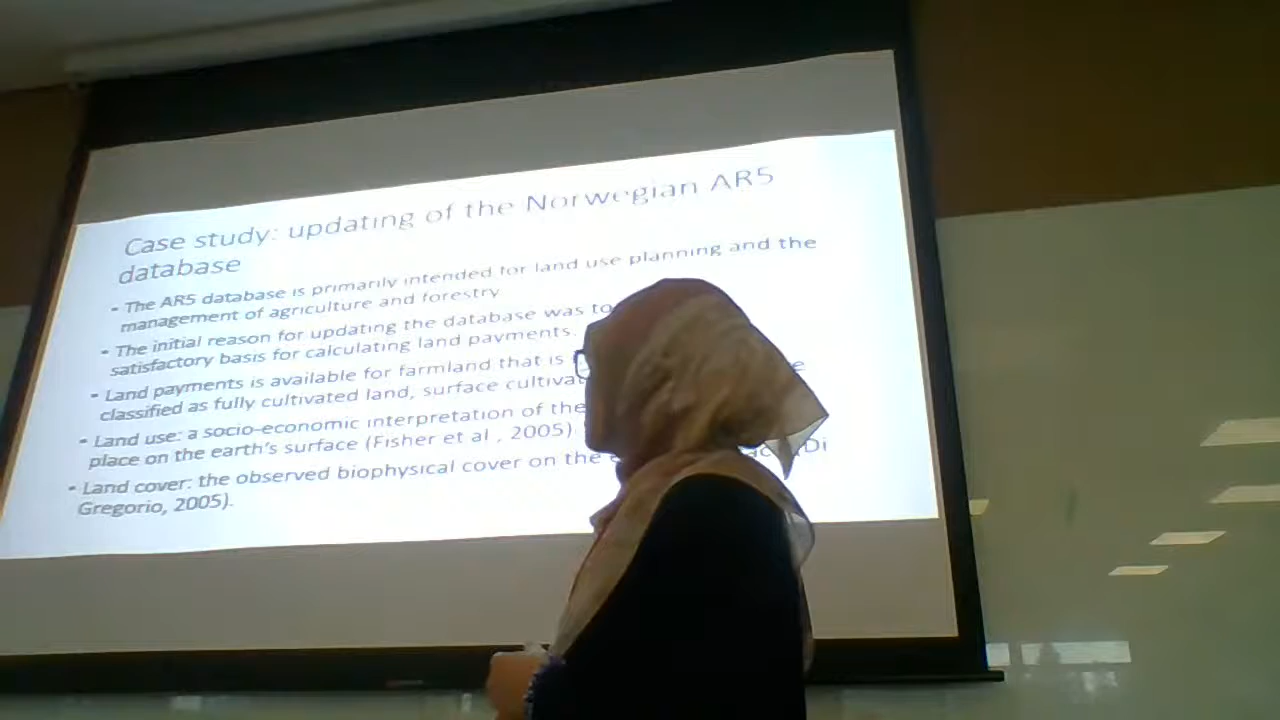 Case study: updating of the Norwegian AR5
database
- The AR5 database is primarily intended for land use planning and the
management of agriculture and forestry
- The initial reason for updating the database was to
satisfactory basis for calculating land payments.
- Land payments is available for farmland that is
classified as fully cultivated land, surface
- Land use: a socio-economic interpretation of the
place on the earth's surface (Fisher et al , 2005)
- Land cover: the observed biophysical cover on the (Di
Gregorio, 2005).